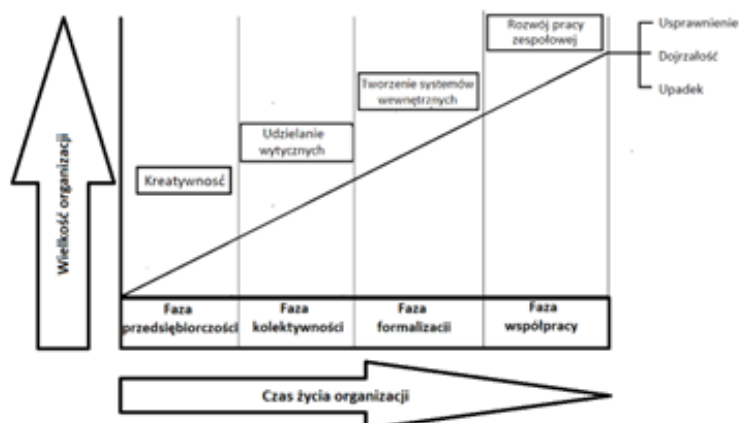 Rozwój pracy
zespołowej
Usprawnienie
Dojrzałość
Upadek
Tworzenie systemów
wewnętrznych
Udzielanie
wytycznych
Kreatywność
Wielkość organizacji
Faza
przedsiębiorczości
Faza
kolektywności
Faza
formalizacji
Faza
współpracy
Czas życia organizacji